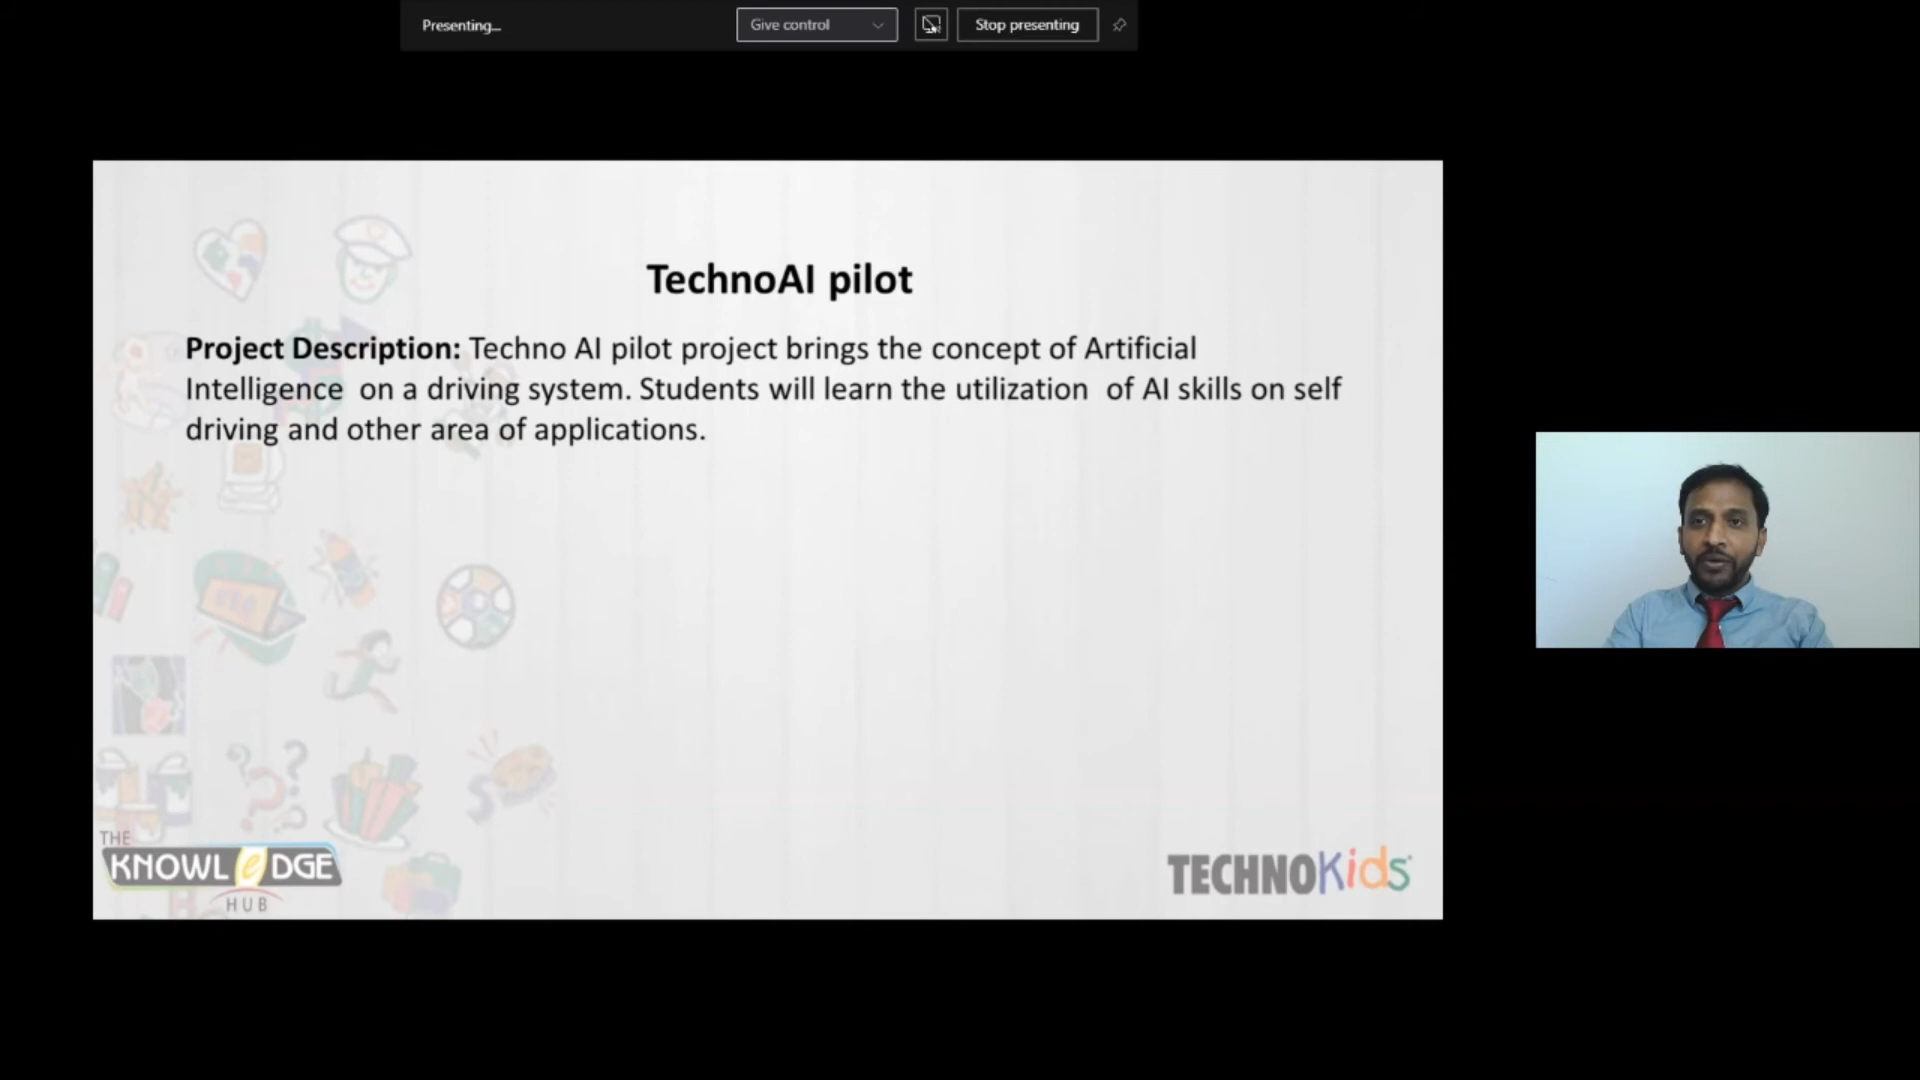 Presenting...
Give control
Stop presenting
TechnoAI pilot
Project Description: Techno AI pilot project brings the concept of Artificial
Intelligence on a driving system. Students will learn the utilization of AI skills on self
driving and other area of applications.
THE
KNOWLeDGE
HUB
TECHNOKids